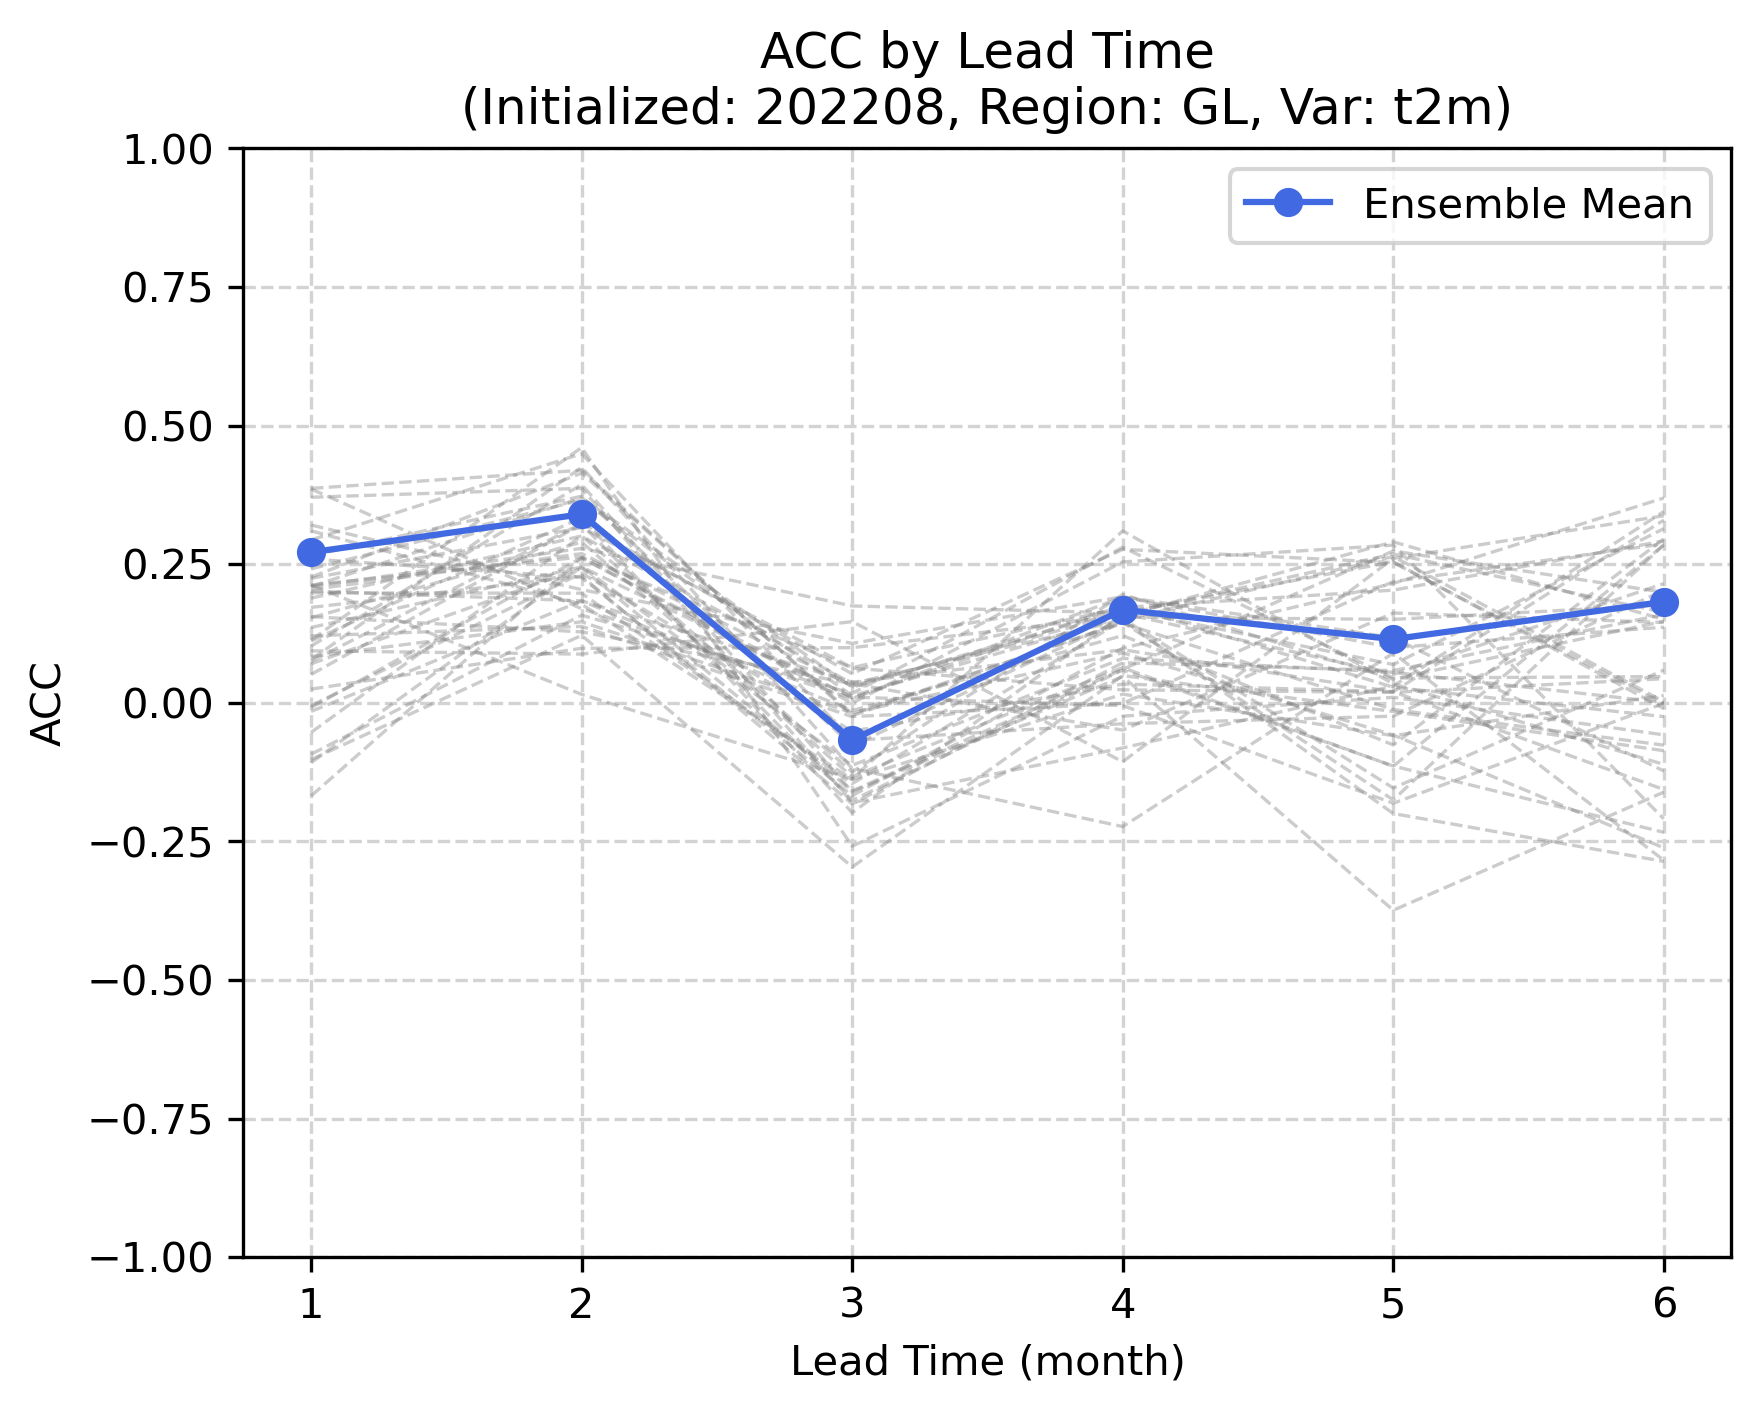 ACC by Lead Time
(Initialized: 202208, Region: GL, Var: t2m)
Ensemble Mean
1.00
0.75
0.50
0.25
0.00
−0.25
−0.50
−0.75
−1.00
ACC
1 2 3 4 5 6
Lead Time (month)